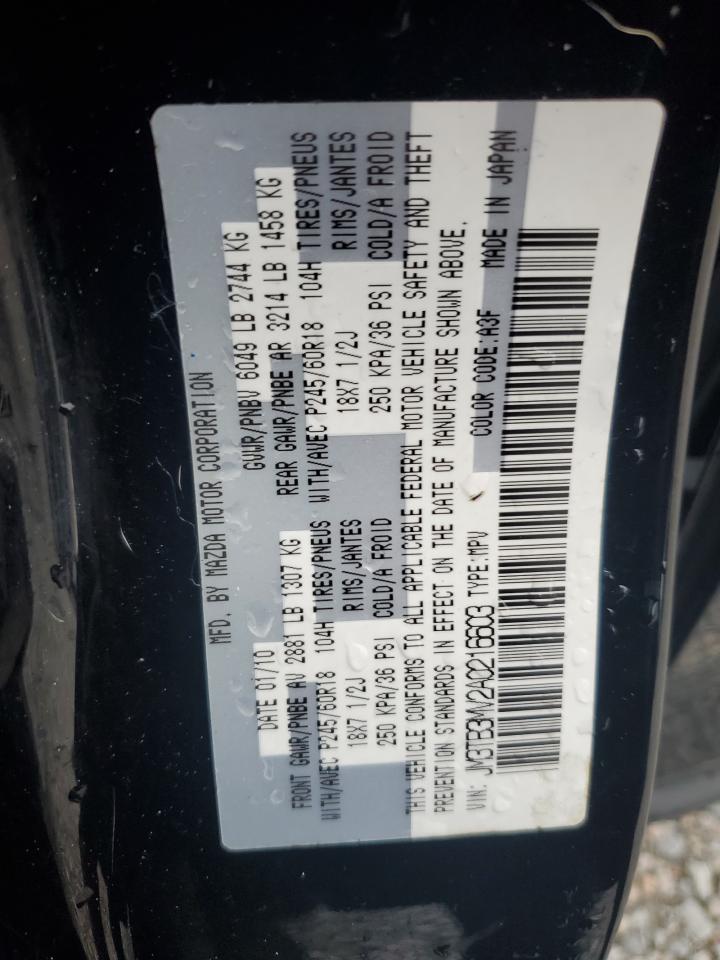 MFD. BY MAZDA MOTOR CORPORATION
DATE 01/10 GVWR/PNBV 6049 LB 2744 KG
FRONT GAWR/PNBE AV 2881 LB 1307 KG REAR GAWR/PNBE AR 3214 LB 1458 KG
WITH/AVEC P245/60R18 104H TIRES/PNEUS WITH/AVEC P245/60R18 104H TIRES/PNEUS
18X7 1/2J RIMS/JANTES 18X7 1/2J RIMS/JANTES
250 KPA/36 PSI COLD/A FROID 250 KPA/36 PSI COLD/A FROID
THIS VEHICLE CONFORMS TO ALL APPLICABLE FEDERAL MOTOR VEHICLE SAFETY AND THEFT
PREVENTION STANDARDS IN EFFECT ON THE DATE OF MANUFACTURE SHOWN ABOVE.
VIN: JM3TB3MV2A0216603 TYPE:MPV COLOR CODE:A3F MADE IN JAPAN